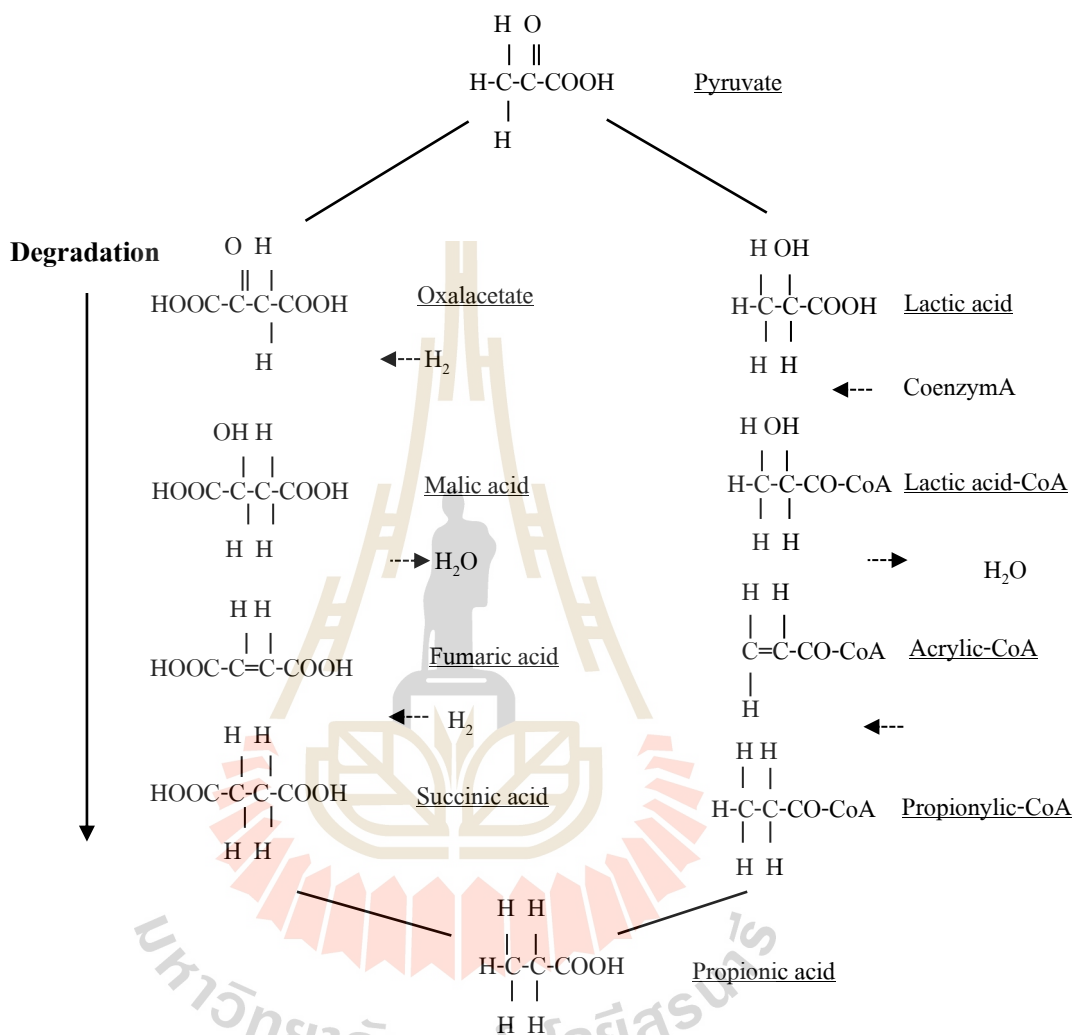 H O
H-C-C-COOH
Pyruvate
H
Degradation
O H
HOOC-C-C-COOH
Oxalacetate
H
H₂
OH H
HOOC-C-C-COOH
Malic acid
H H
H₂O
H H
HOOC-C=C-COOH
Fumaric acid
H₂
H H
HOOC-C-C-COOH
Succinic acid
H H
H OH
H-C-C-COOH
Lactic acid
H H
CoenzymA
H OH
H-C-C-CO-CoA
Lactic acid-CoA
H H
H₂O
H H
C=C-CO-CoA
Acrylic-CoA
H
H H
H-C-C-CO-CoA
Propionylic-CoA
H H
H H
H-C-C-COOH
Propionic acid
H H